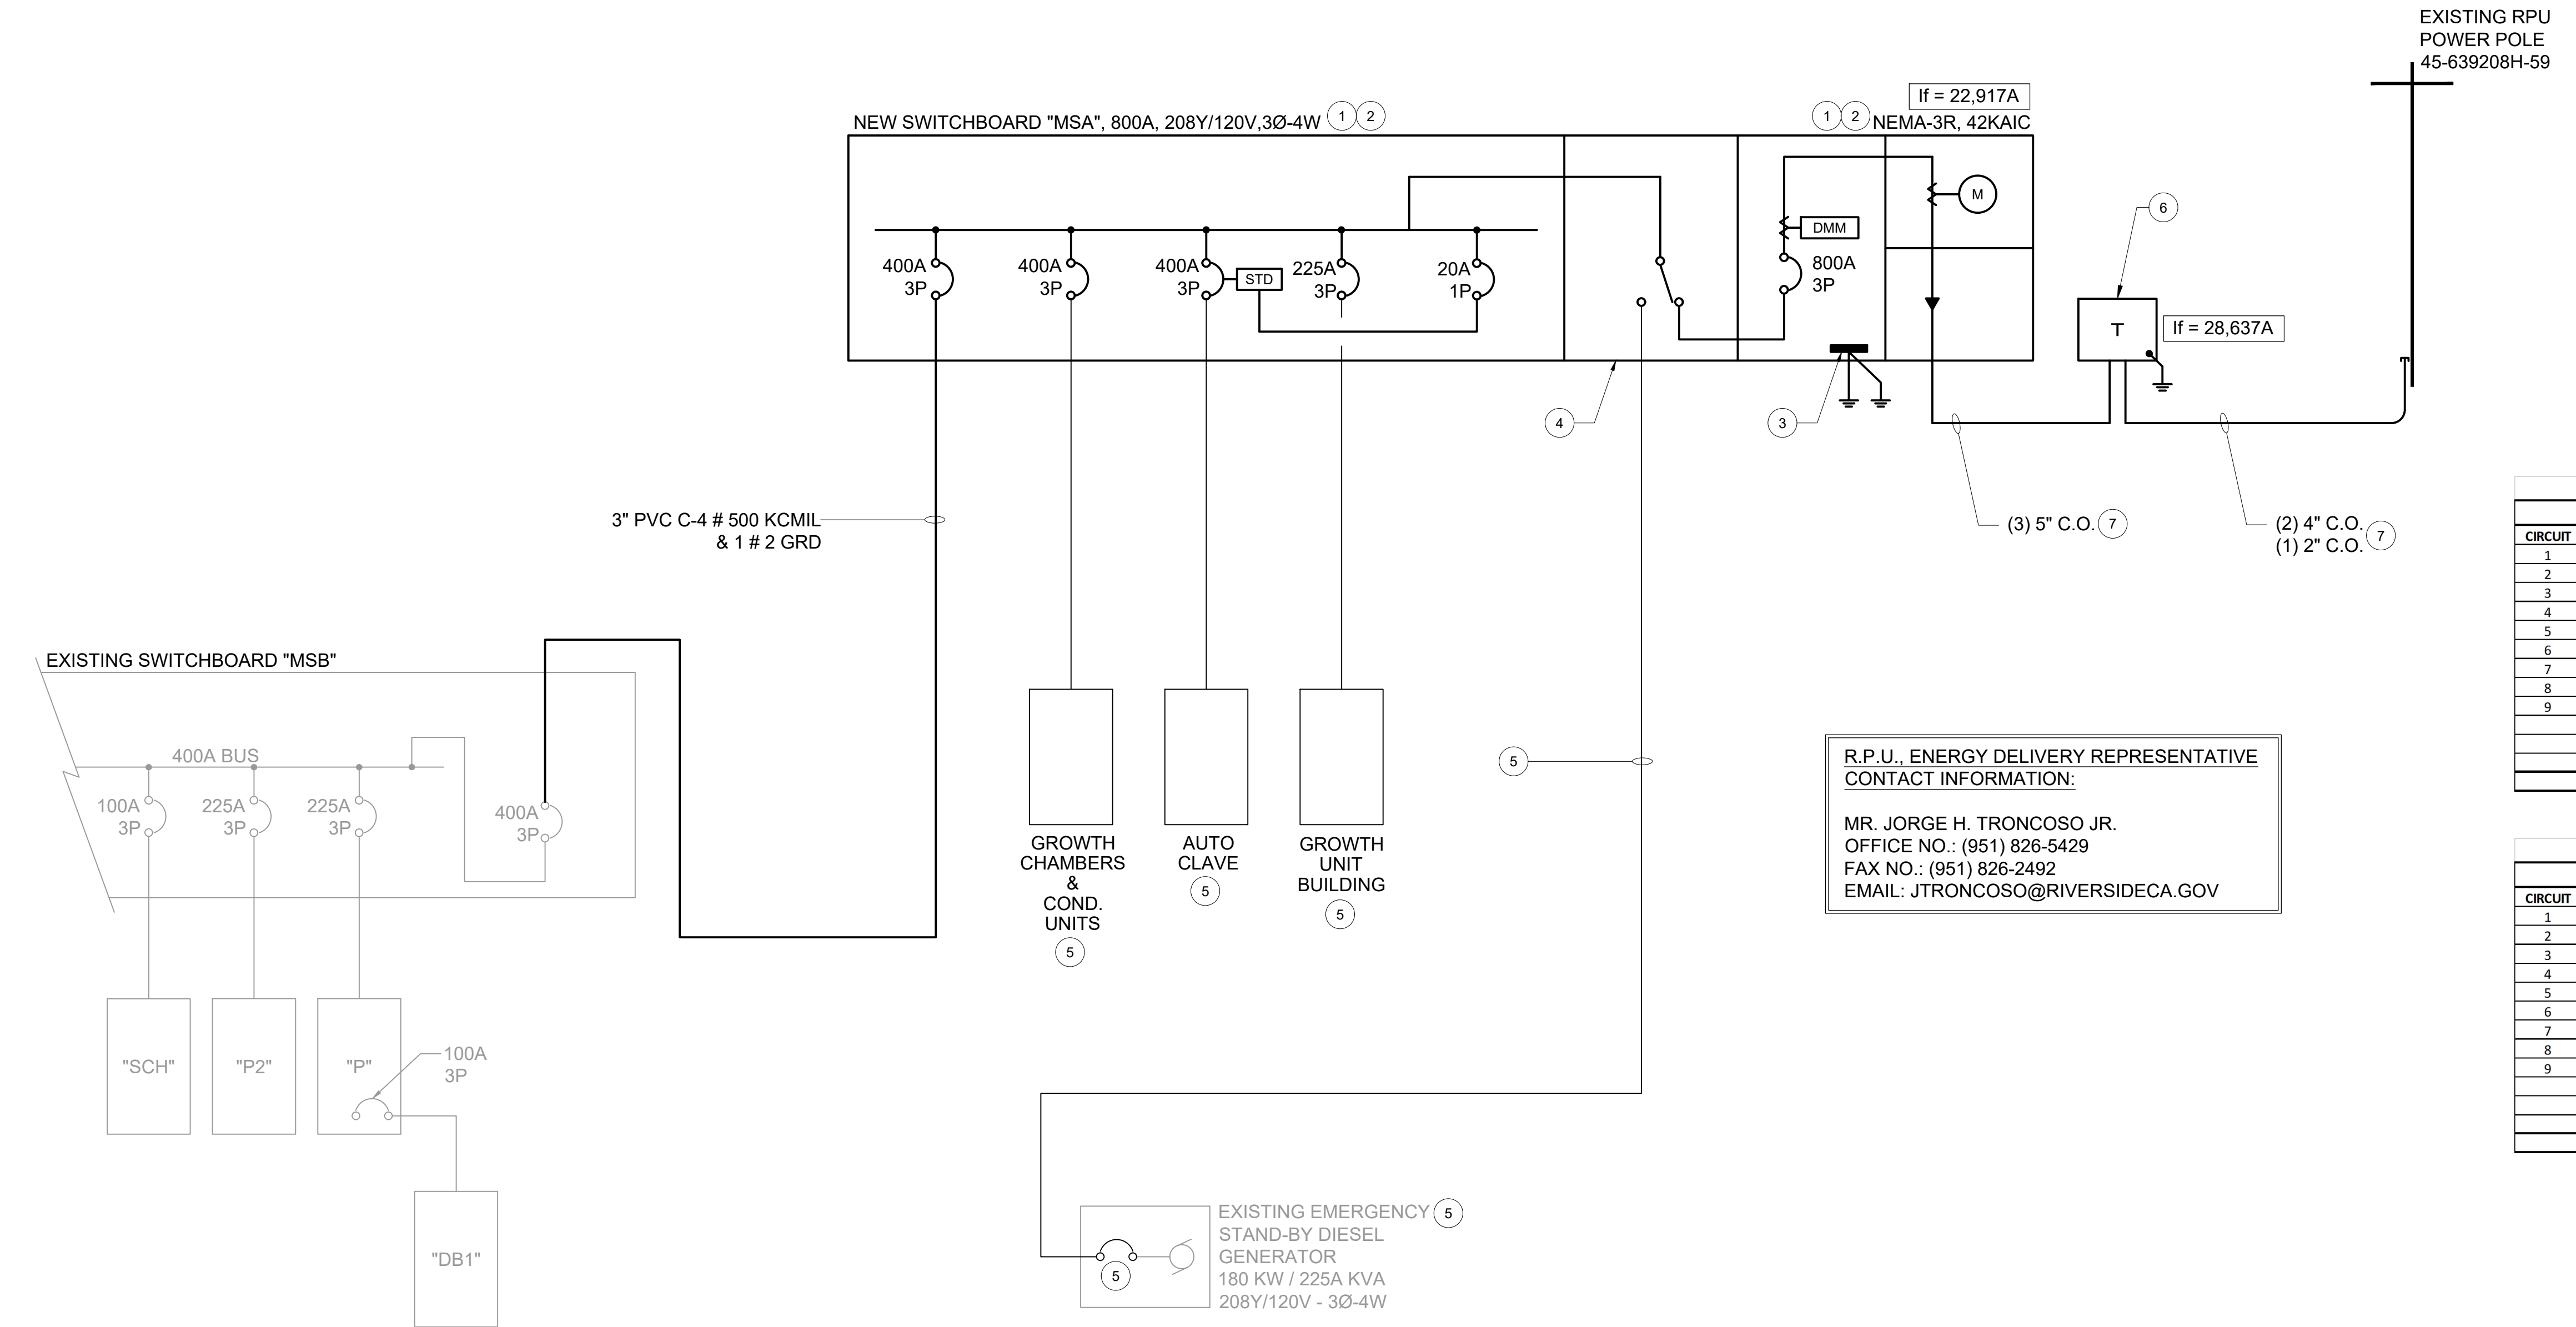 EXISTING RPU
POWER POLE
45-639208H-59
If = 22,917A
NEW SWITCHBOARD "MSA", 800A, 208Y/120V,3Ø-4W
1
2
1
2
NEMA-3R, 42KAIC
M
DMM
400A
3P
400A
3P
400A
3P
STD
225A
3P
20A
1P
800A
3P
6
T
If = 28,637A
4
3
3" PVC C-4 # 500 KCMIL
& 1 # 2 GRD
(3) 5" C.O.
7
(2) 4" C.O.
(1) 2" C.O.
7
CIRCUIT
1
2
3
4
5
6
7
8
9
EXISTING SWITCHBOARD "MSB"
400A BUS
100A
3P
225A
3P
225A
3P
400A
3P
GROWTH
CHAMBERS
&
COND.
UNITS
5
AUTO
CLAVE
5
GROWTH
UNIT
BUILDING
5
5
R.P.U., ENERGY DELIVERY REPRESENTATIVE
CONTACT INFORMATION:
MR. JORGE H. TRONCOSO JR.
OFFICE NO.: (951) 826-5429
FAX NO.: (951) 826-2492
EMAIL: JTRONCOSO@RIVERSIDECA.GOV
CIRCUIT
1
2
3
4
5
6
7
8
9
"SCH"
"P2"
"P"
100A
3P
"DB1"
EXISTING EMERGENCY
5
STAND-BY DIESEL
GENERATOR
180 KW / 225A KVA
208Y/120V - 3Ø-4W
5